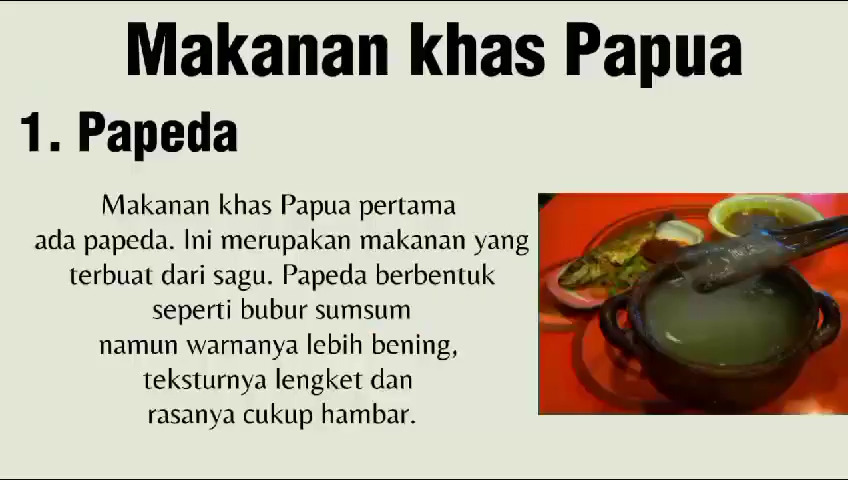 Makanan khas Papua
1. Papeda
Makanan khas Papua pertama
ada papeda. Ini merupakan makanan yang
terbuat dari sagu. Papeda berbentuk
seperti bubur sumsum
namun warnanya lebih bening,
teksturnya lengket dan
rasanya cukup hambar.